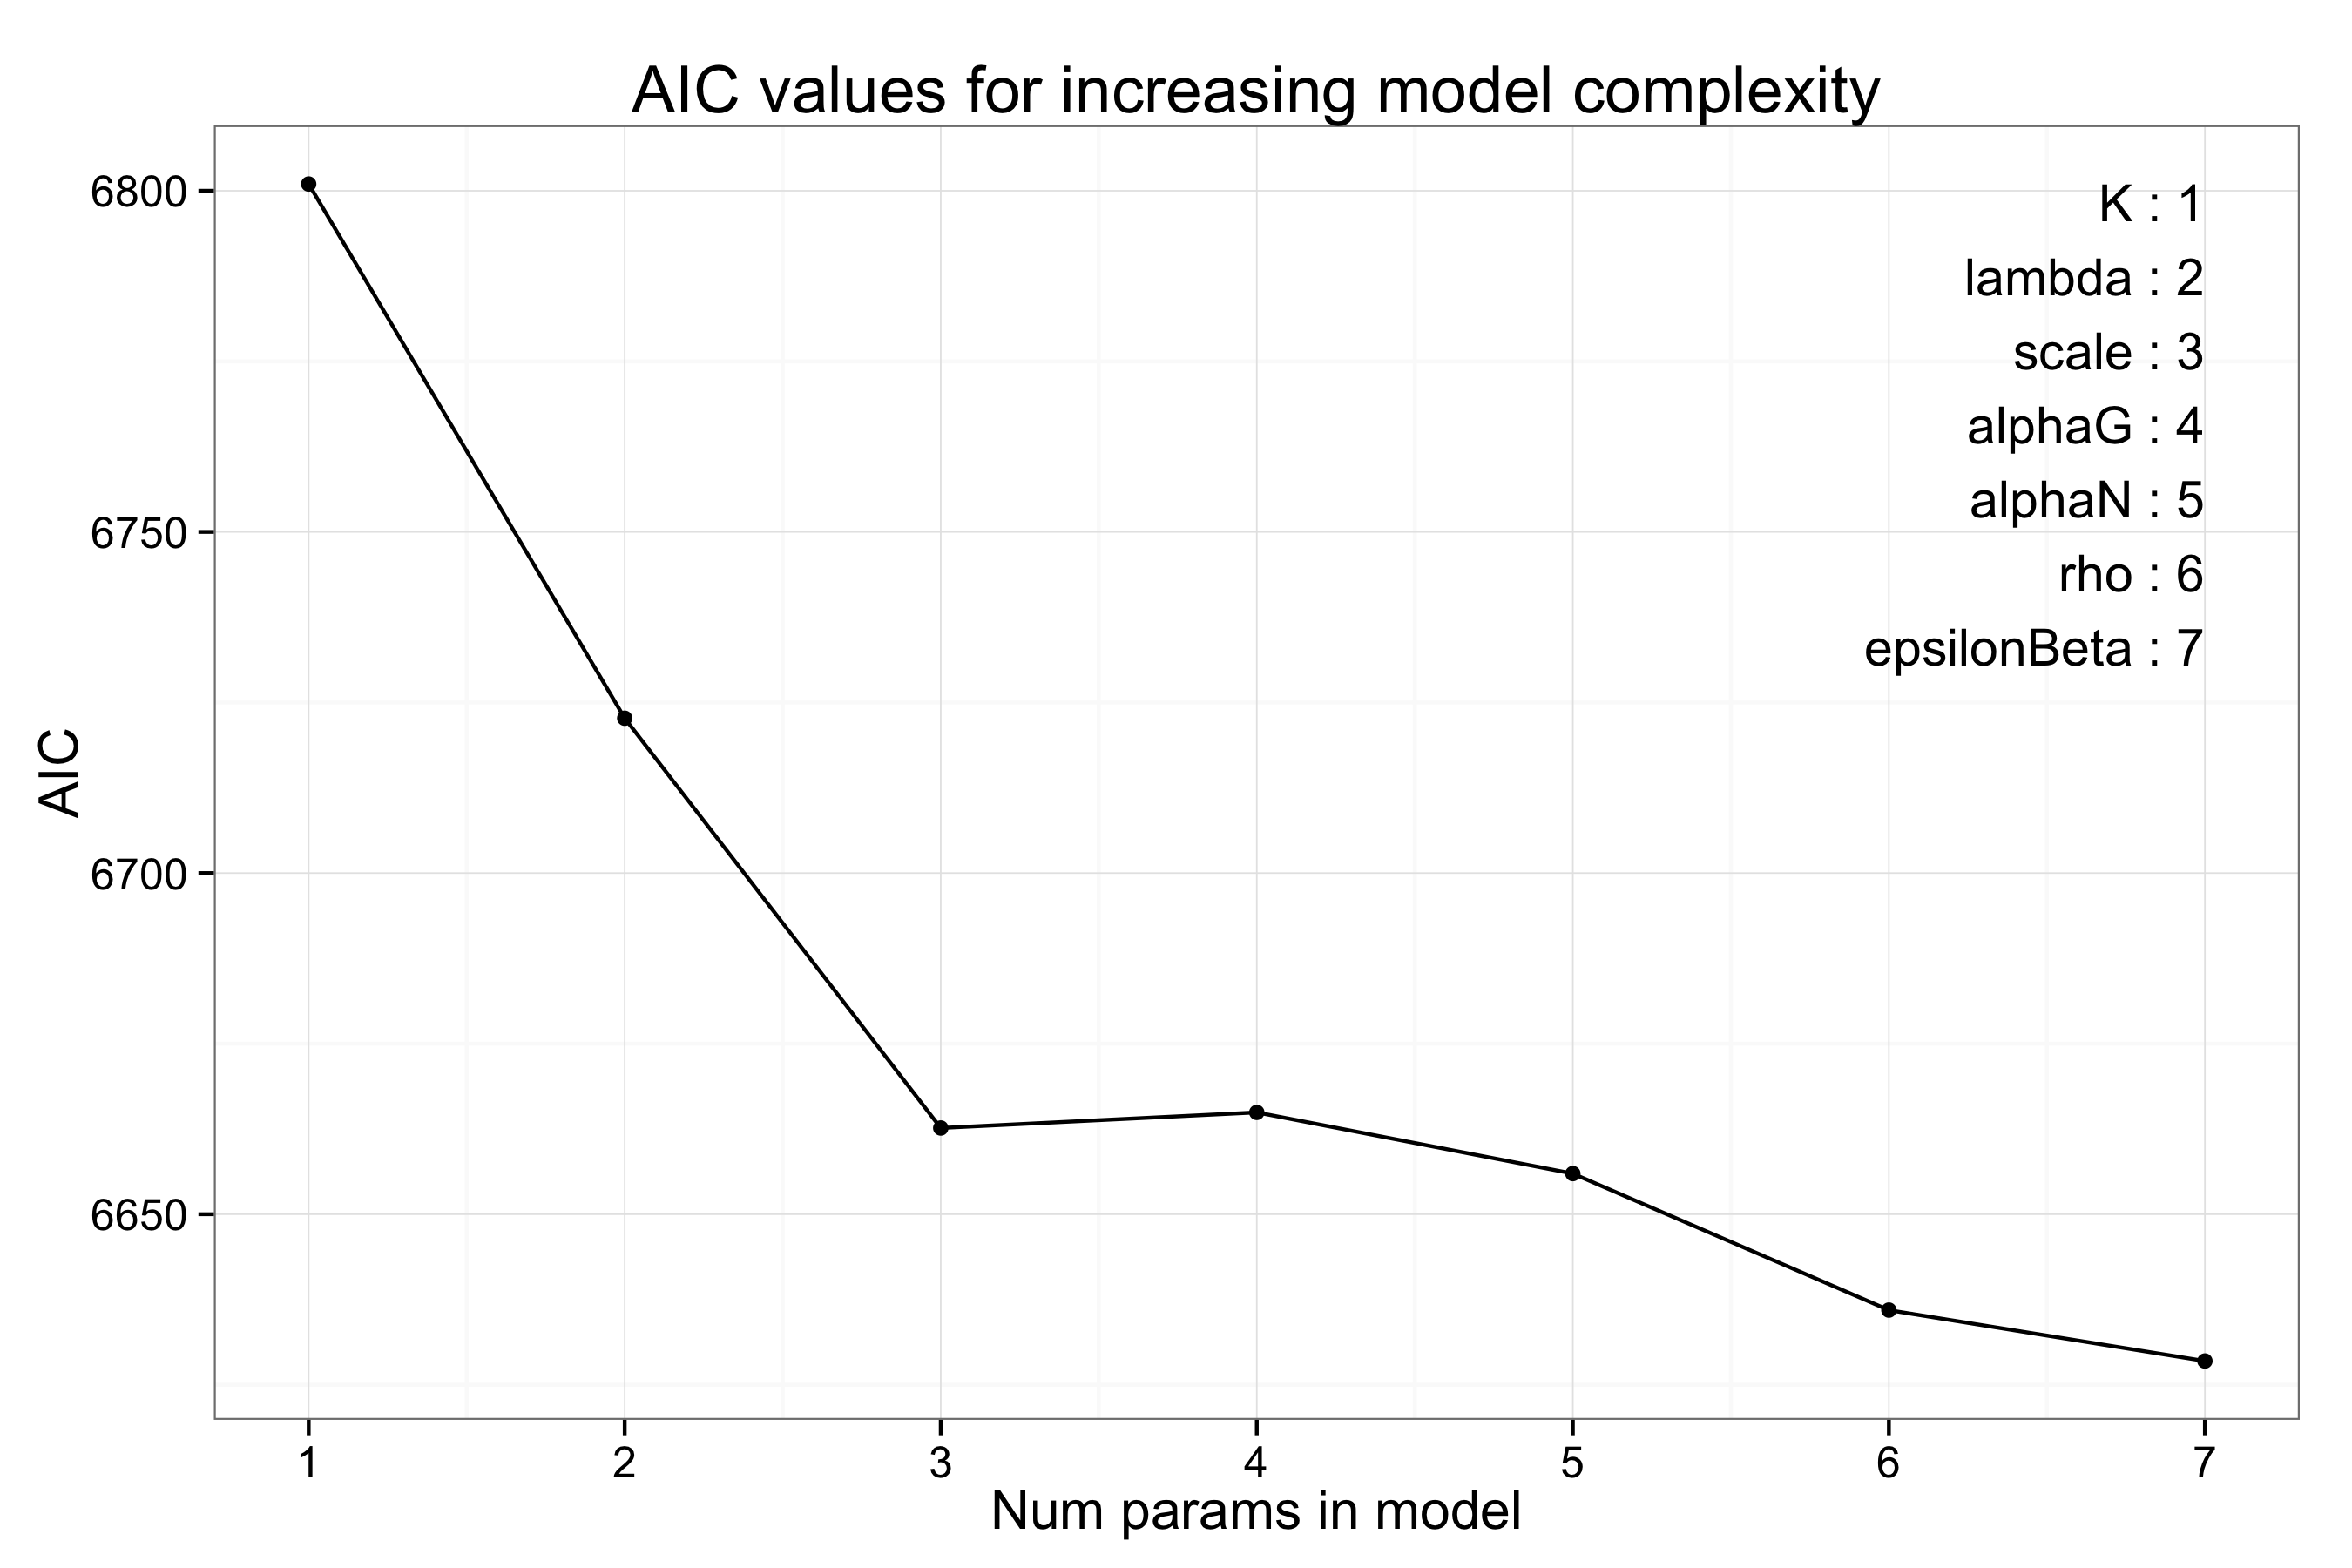 AIC values for increasing model complexity
6800
6750
6700
6650
AIC
K : 1
lambda : 2
scale : 3
alphaG : 4
alphaN : 5
rho : 6
epsilonBeta : 7
1 2 3 4 5 6 7
Num params in model